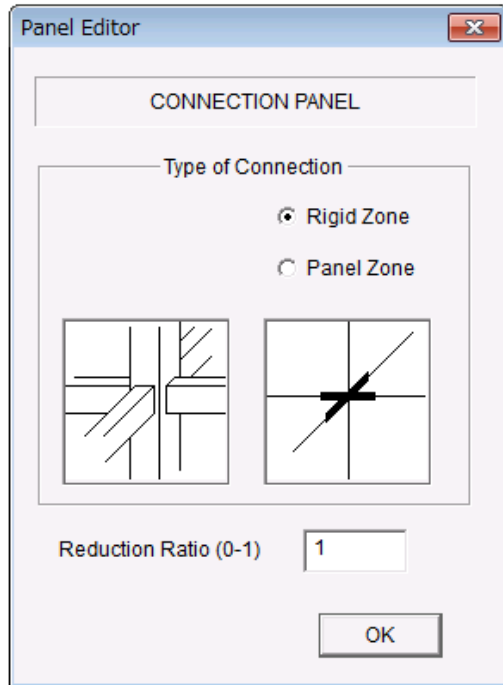 Panel Editor
CONNECTION PANEL
Type of Connection
Rigid Zone
Panel Zone
Reduction Ratio (0-1)
1
OK